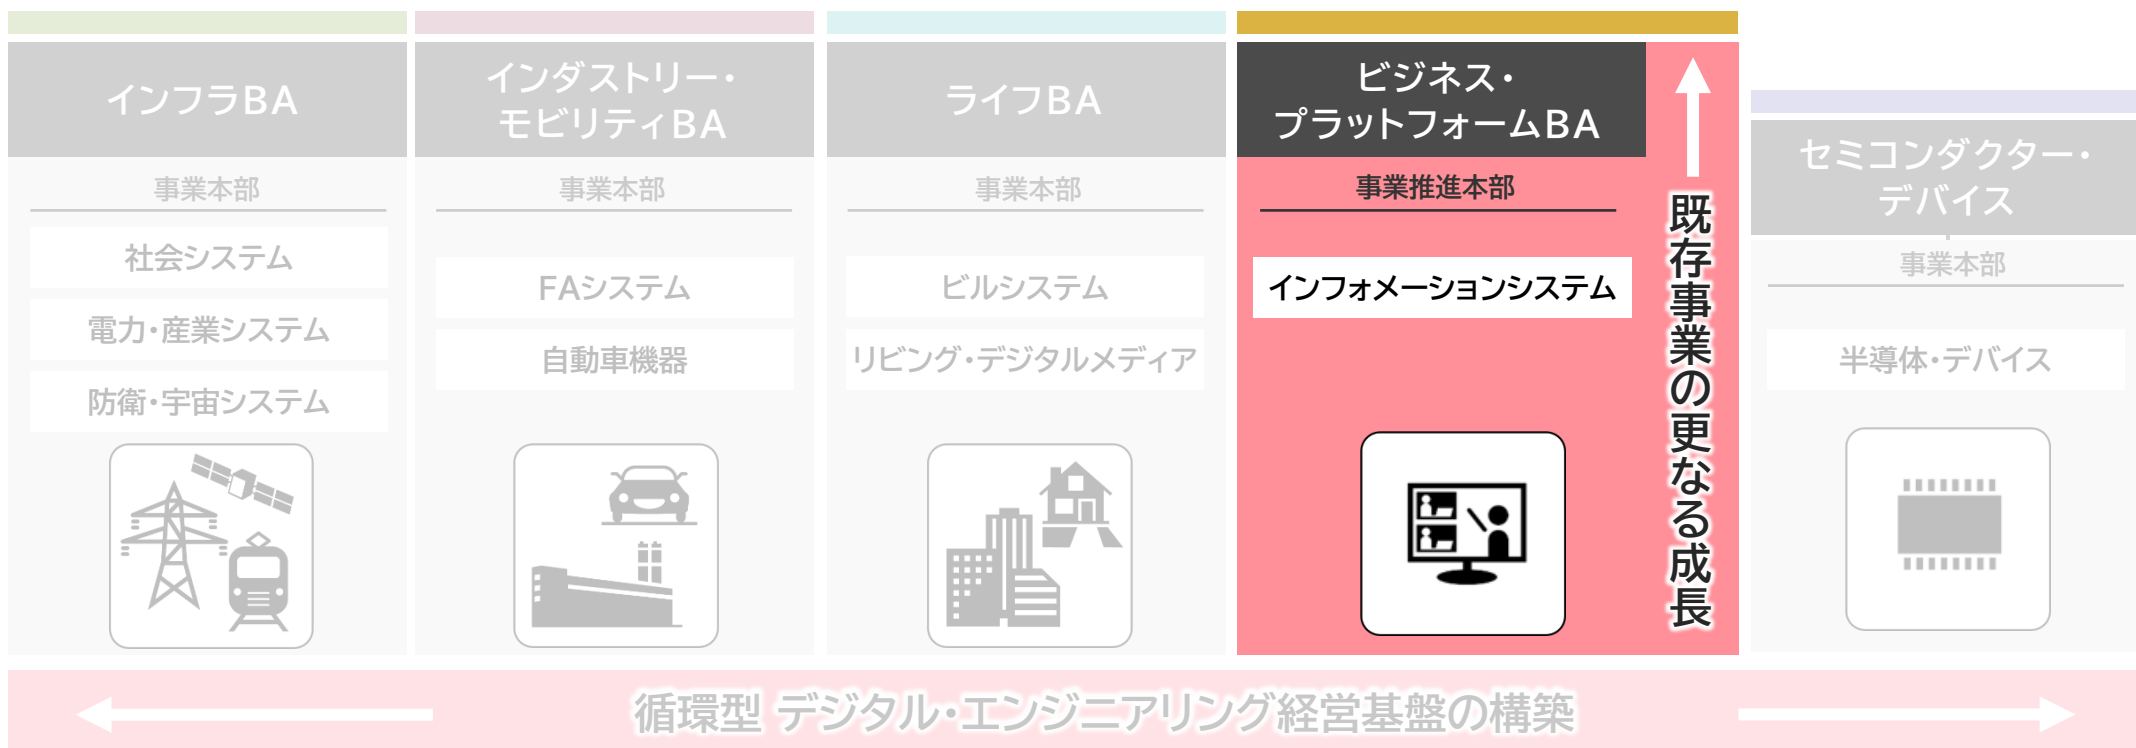 インフラBA
事業本部
社会システム
電力・産業システム
防衛・宇宙システム
インダストリー・
モビリティBA
事業本部
FAシステム
自動車機器
ライフBA
事業本部
ビルシステム
リビング・デジタルメディア
ビジネス・
プラットフォームBA
事業推進本部
インフォメーションシステム
既存事業の更なる成長
セミコンダクター・
デバイス
事業本部
半導体・デバイス
循環型 デジタル・エンジニアリング経営基盤の構築